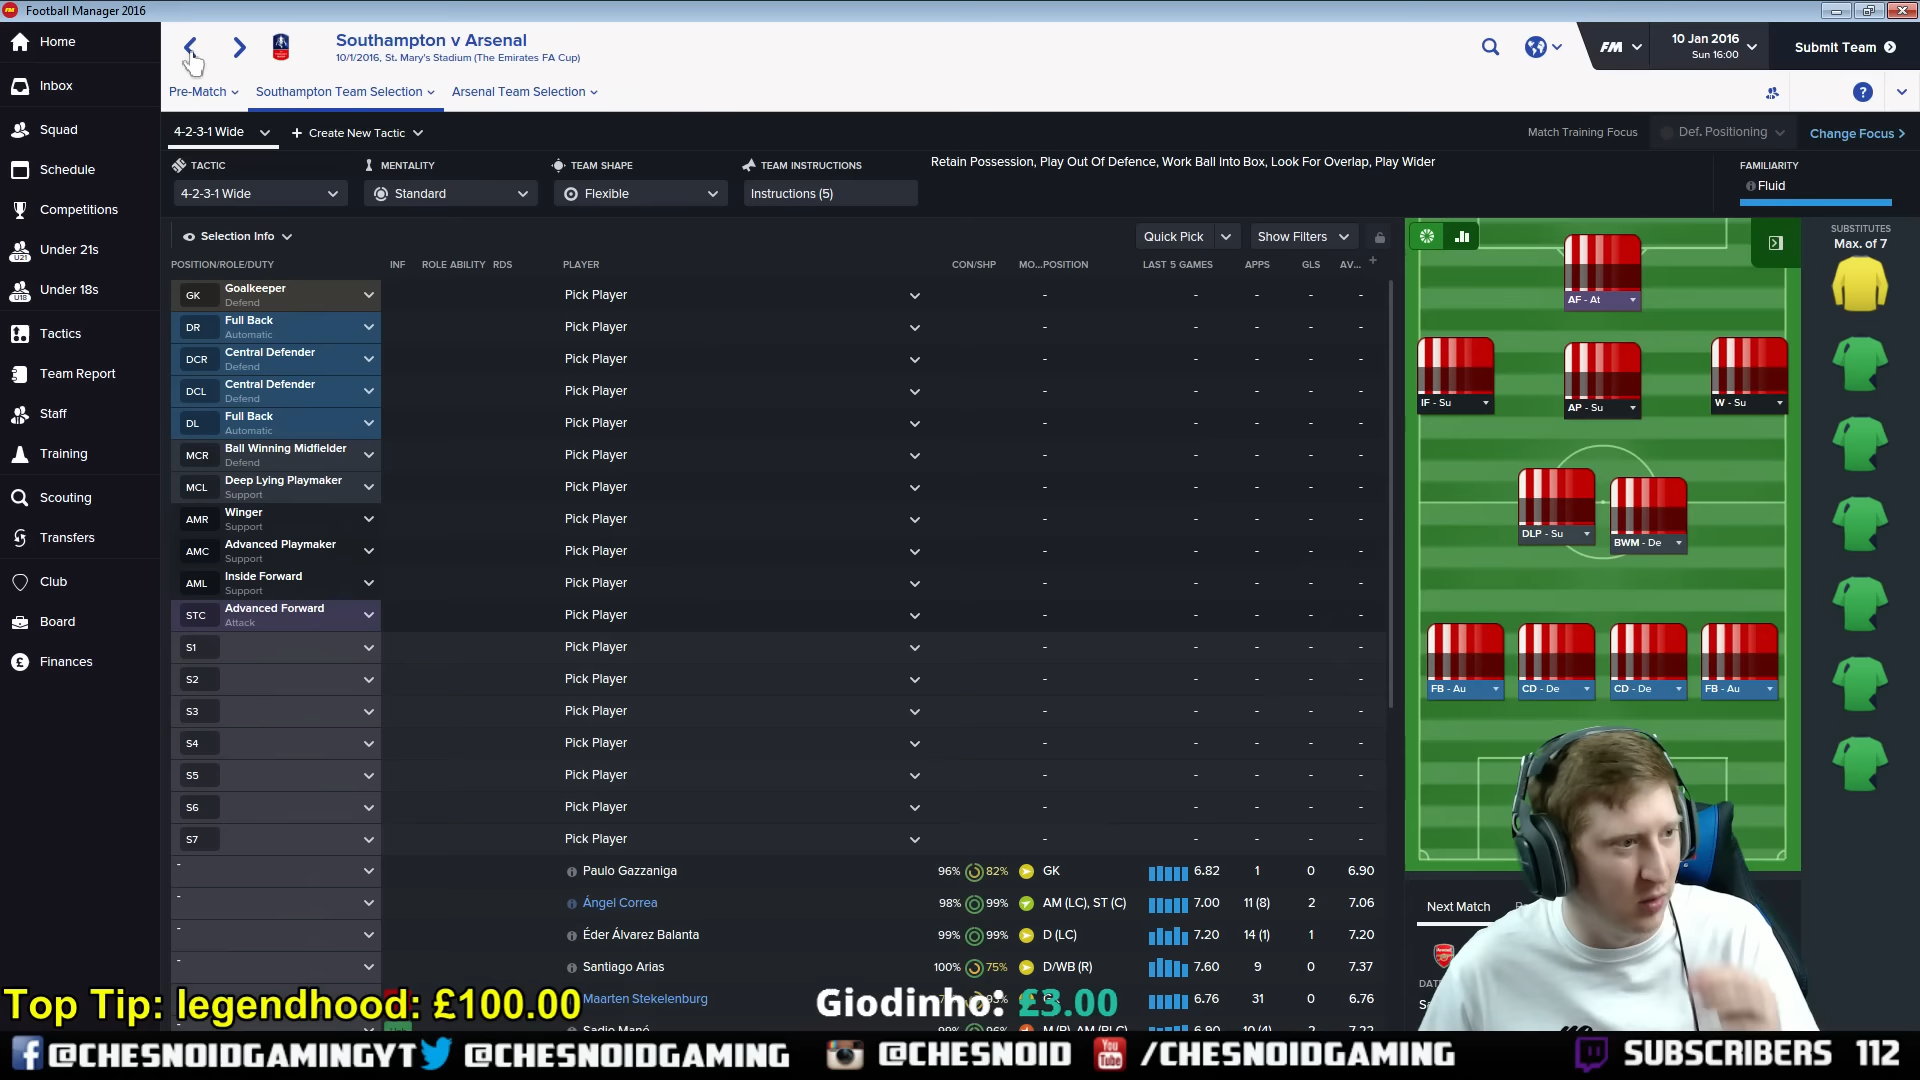 Football Manager 2016
Home
Inbox
Squad
Schedule
Competitions
Under 21s
Under 18s
Tactics
Team Report
Staff
Training
Scouting
Transfers
Club
Board
Finances
Southampton v Arsenal
10/1/2016, St. Mary's Stadium (The Emirates FA Cup)
FM
10 Jan 2016
Sun 16:00
Submit Team
Pre-Match
Southampton Team Selection
Arsenal Team Selection
4-2-3-1 Wide
+ Create New Tactic
Match Training Focus
Def. Positioning
Change Focus >
TACTIC
MENTALITY
TEAM SHAPE
TEAM INSTRUCTIONS
Retain Possession, Play Out Of Defence, Work Ball Into Box, Look For Overlap, Play Wider
4-2-3-1 Wide
Standard
Flexible
Instructions (5)
FAMILIARITY
Fluid
Selection Info
Quick Pick
Show Filters
POSITION/ROLE/DUTY INF ROLE ABILITY RDS PLAYER CON/SHP MO... POSITION LAST 5 GAMES APPS GLS AV... +
GK Goalkeeper Pick Player - - - - -
Defend
DR Full Back Pick Player - - - - -
Automatic
DCR Central Defender Pick Player - - - - -
Defend
DCL Central Defender Pick Player - - - - -
Defend
DL Full Back Pick Player - - - - -
Automatic
MCR Ball Winning Midfielder Pick Player - - - - -
Defend
MCL Deep Lying Playmaker Pick Player - - - - -
Support
AMR Winger Pick Player - - - - -
Support
AMC Advanced Playmaker Pick Player - - - - -
Support
AML Inside Forward Pick Player - - - - -
Support
STC Advanced Forward Pick Player - - - - -
Attack
S1 Pick Player - - - - -
S2 Pick Player - - - - -
S3 Pick Player - - - - -
S4 Pick Player - - - - -
S5 Pick Player - - - - -
S6 Pick Player - - - - -
S7 Pick Player - - - - -
- Paulo Gazzaniga 96% 82% GK 6.82 1 0 6.90
- Ángel Correa 98% 99% AM (LC), ST (C) 7.00 11 (8) 2 7.06
- Éder Álvarez Balanta 99% 99% D (LC) 7.20 14 (1) 1 7.20
- Santiago Arias 100% 75% D/WB (R) 7.60 9 0 7.37
Maarten Stekelenburg 6.76 31 0 6.76
- Sadio Mané 6.90 10 (4) 2 7.22
AF - At
IF - Su
AP - Su
W - Su
DLP - Su
BWM - De
FB - Au
CD - De
CD - De
FB - Au
SUBSTITUTES
Max. of 7
Next Match
Top Tip: legendhood: £100.00
Giodinho: £3.00
@CHESNOIDGAMINGYT
@CHESNOIDGAMING
@CHESNOID
You Tube
/CHESNOIDGAMING
SUBSCRIBERS 112